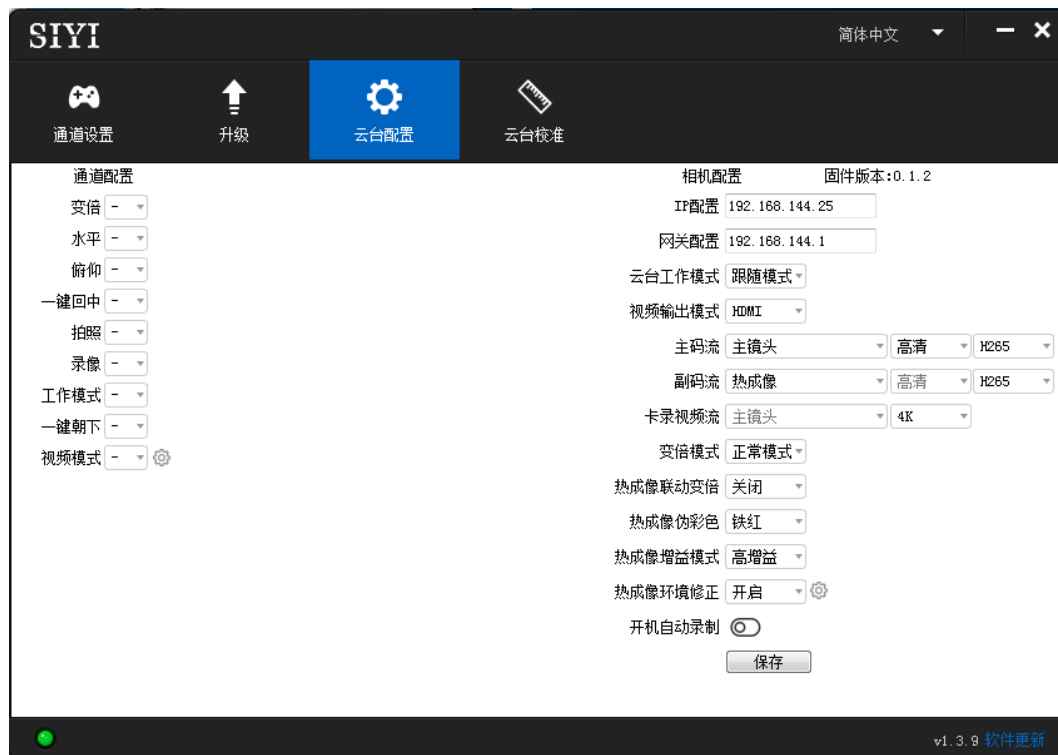 SIYI
简体中文
通道设置 升级 云台配置 云台校准
通道配置
变倍 -
水平 -
俯仰 -
一键回中 -
拍照 -
录像 -
工作模式 -
一键朝下 -
视频模式 -
相机配置 固件版本:0.1.2
IP配置 192.168.144.25
网关配置 192.168.144.1
云台工作模式 跟随模式
视频输出模式 HDMI
主码流 主镜头 高清 H265
副码流 热成像 高清 H265
卡录视频流 主镜头 4K
变倍模式 正常模式
热成像联动变倍 关闭
热成像伪彩色 铁红
热成像增益模式 高增益
热成像环境修正 开启
开机自动录制
保存
v1.3.9 软件更新